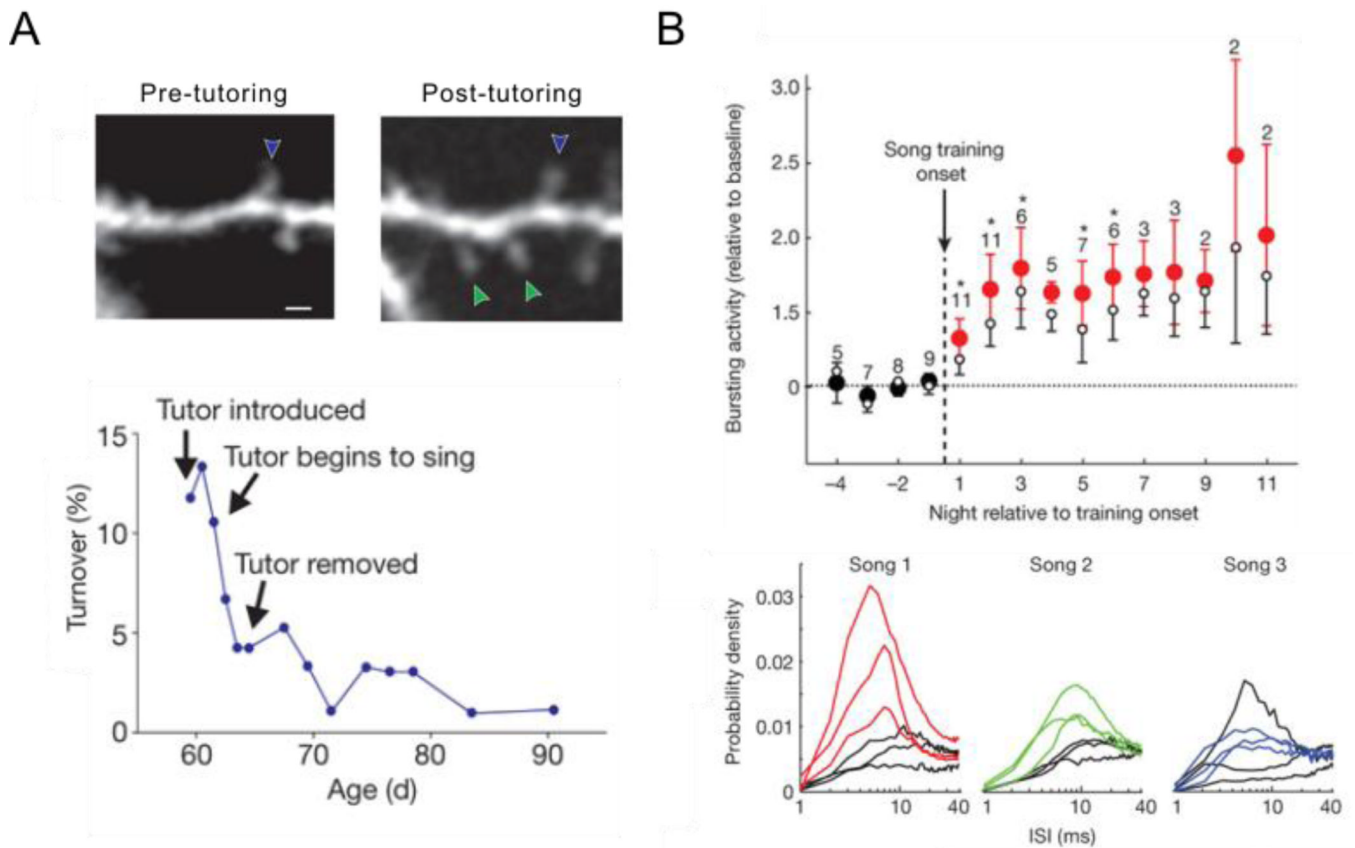 A
Pre-tutoring
Post-tutoring
Tutor introduced
Tutor begins to sing
Tutor removed
15
10
5
0
Turnover (%)
60 70 80 90
Age (d)
B
Bursting activity (relative to baseline)
3.0
2.5
2.0
1.5
1.0
0
Song training
onset
5 7 8 9
* 11
* 11
* 6
5
* 7
* 6
3
3
2
2
2
–4 –2 1 3 5 7 9 11
Night relative to training onset
Song 1 Song 2 Song 3
Probability density
0.03
0.02
0.01
0
1 10 40 1 10 40 1 10 40
ISI (ms)